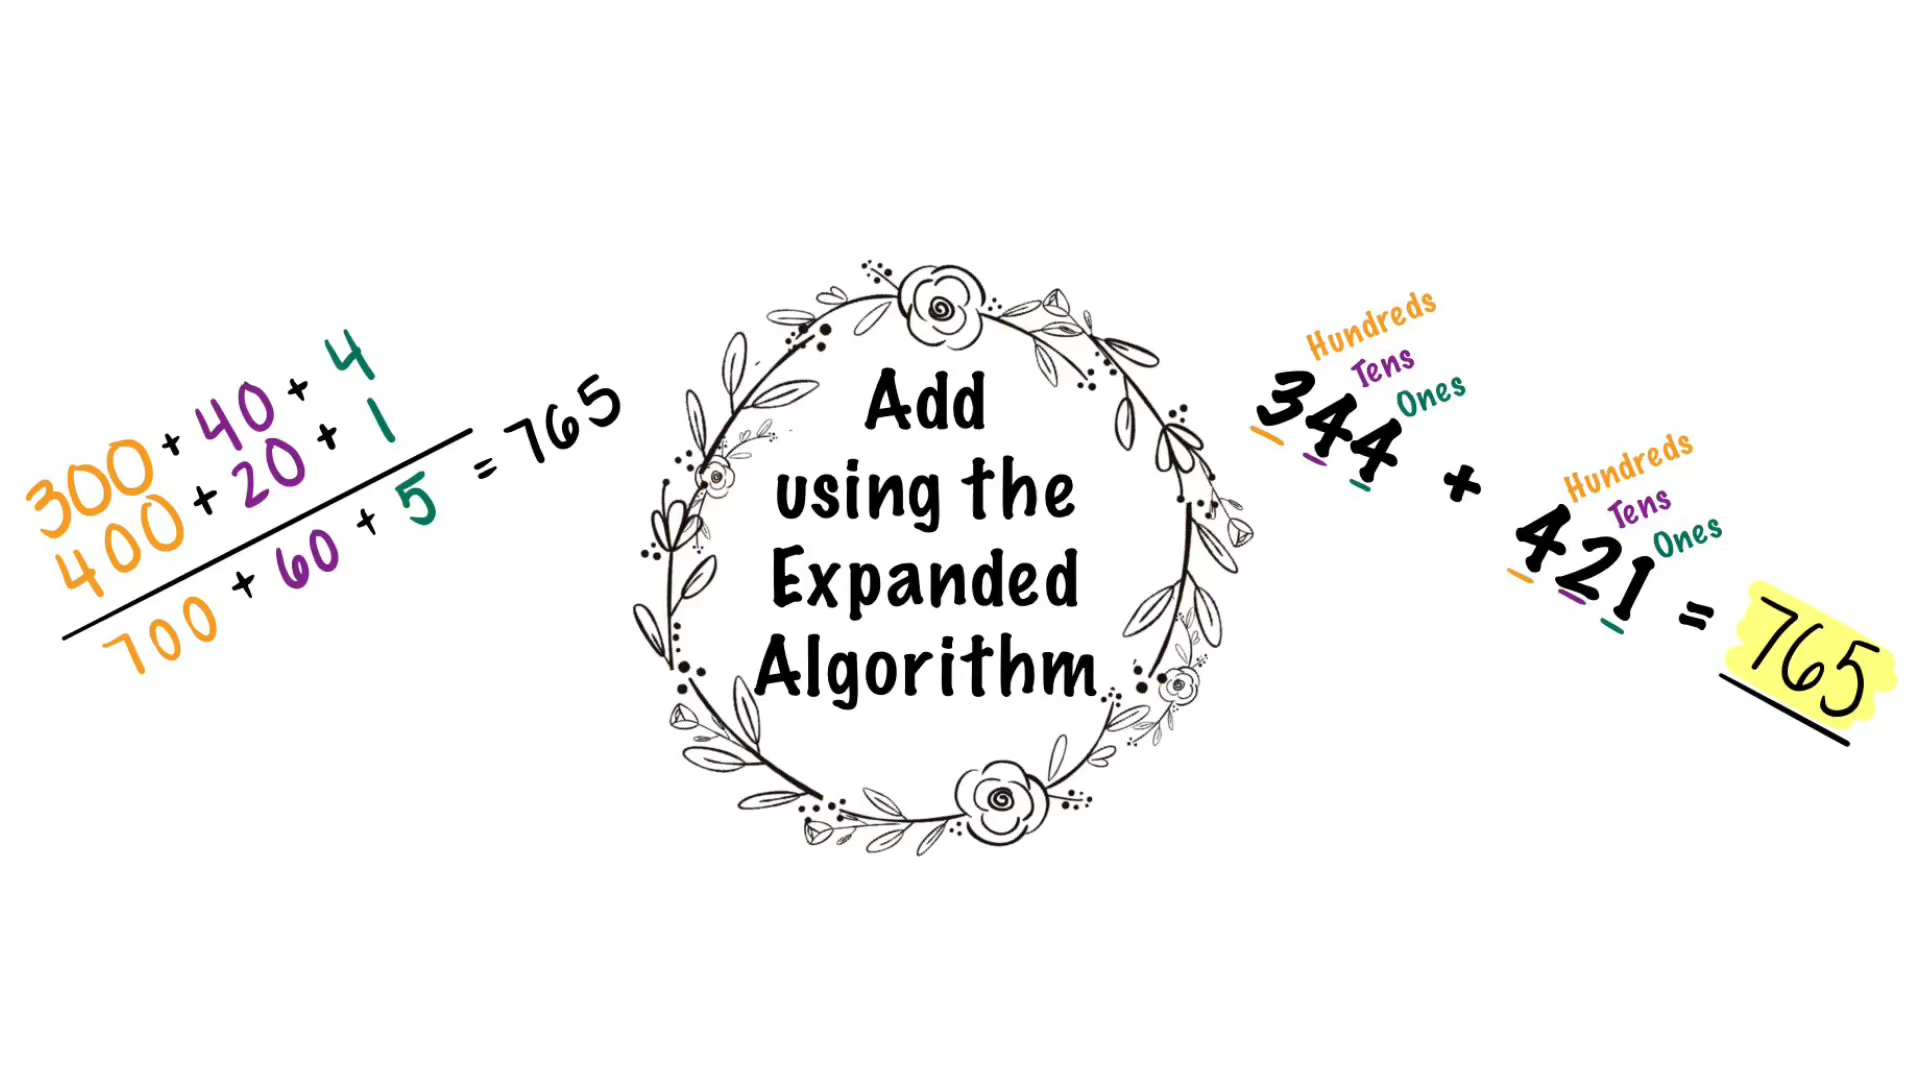 300 + 40 + 4
400 + 20 + 1
700 + 60 + 5 = 765
Add
using the
Expanded
Algorithm
Hundreds
Tens
Ones
344 +
Hundreds
Tens
Ones
421 = 765